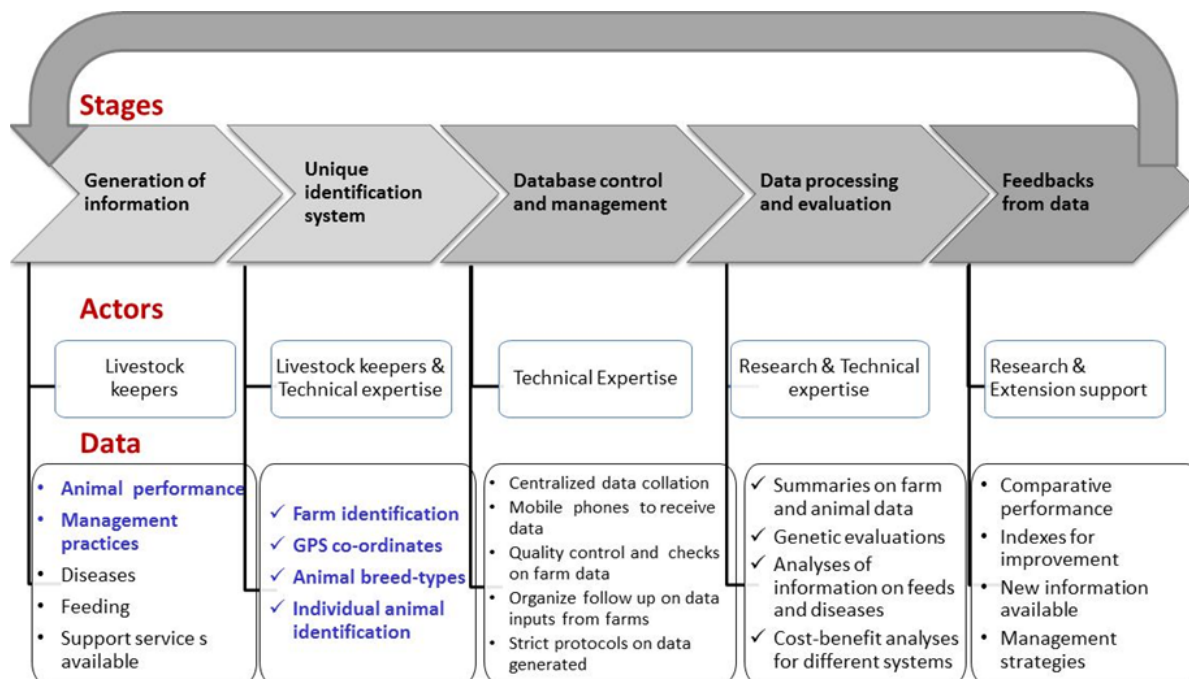 Stages
Generation of
information
Unique
identification
system
Database control
and management
Data processing
and evaluation
Feedbacks
from data
Actors
Livestock
keepers
Livestock keepers &
Technical expertise
Technical Expertise
Research & Technical
expertise
Research &
Extension support
Data
• Animal performance
• Management
practices
• Diseases
• Feeding
• Support service s
available
✓ Farm identification
✓ GPS co-ordinates
✓ Animal breed-types
✓ Individual animal
identification
• Centralized data collation
• Mobile phones to receive
data
• Quality control and checks
on farm data
• Organize follow up on data
inputs from farms
• Strict protocols on data
generated
✓ Summaries on farm
and animal data
✓ Genetic evaluations
✓ Analyses of
information on feeds
and diseases
✓ Cost-benefit analyses
for different systems
• Comparative
performance
• Indexes for
improvement
• New information
available
• Management
strategies